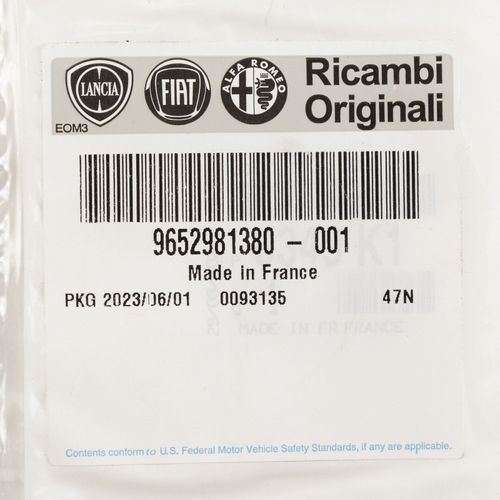 LANCIA
FIAT
ALFA ROMEO
Ricambi
Originali
EOM3
9652981380 - 001
Made in France
PKG 2023/06/01 0093135 47N
MADE IN FR FRANCE
Contents conform to U.S. Federal Motor Vehicle Safety Standards, if any are applicable.